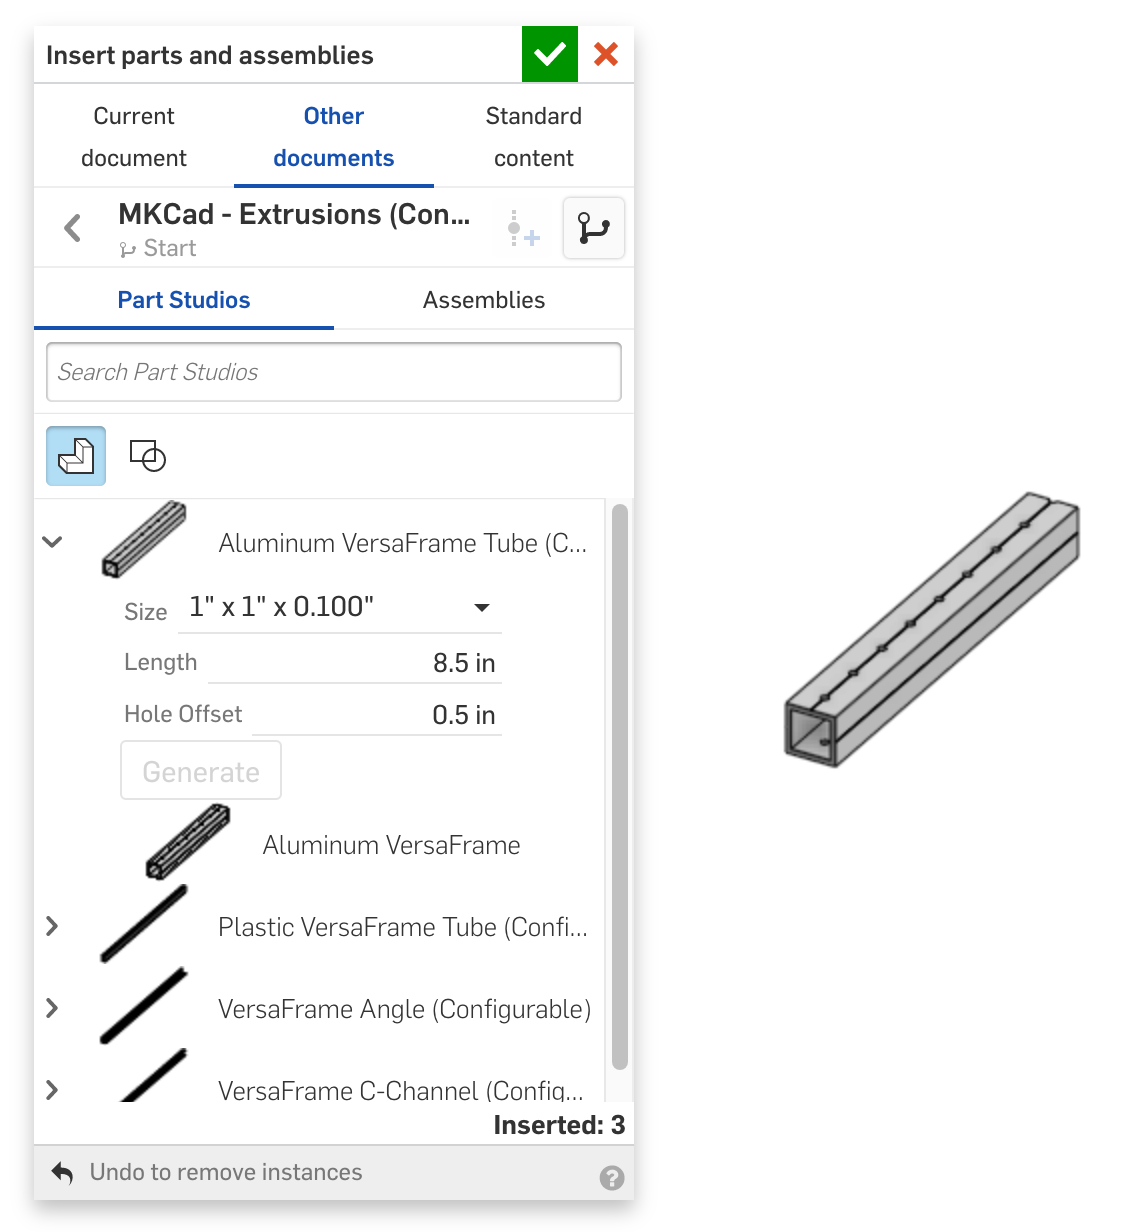 Insert parts and assemblies
Current
document
Other
documents
Standard
content
MKCad - Extrusions (Con...
Start
Part Studios
Assemblies
Search Part Studios
Aluminum VersaFrame Tube (C...
Size 1" x 1" x 0.100"
Length 8.5 in
Hole Offset 0.5 in
Generate
Aluminum VersaFrame
Plastic VersaFrame Tube (Confi...
VersaFrame Angle (Configurable)
VersaFrame C-Channel (Config...
Inserted: 3
Undo to remove instances
?